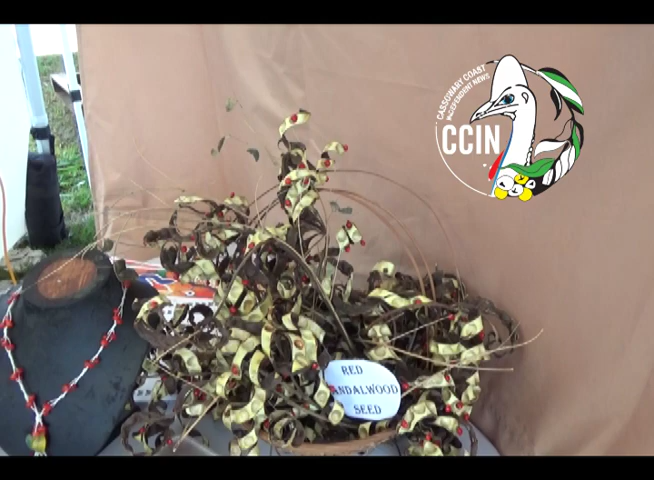 CASSOWARY COAST
INDEPENDENT NEWS
CCIN
RED
SANDALWOOD
SEED